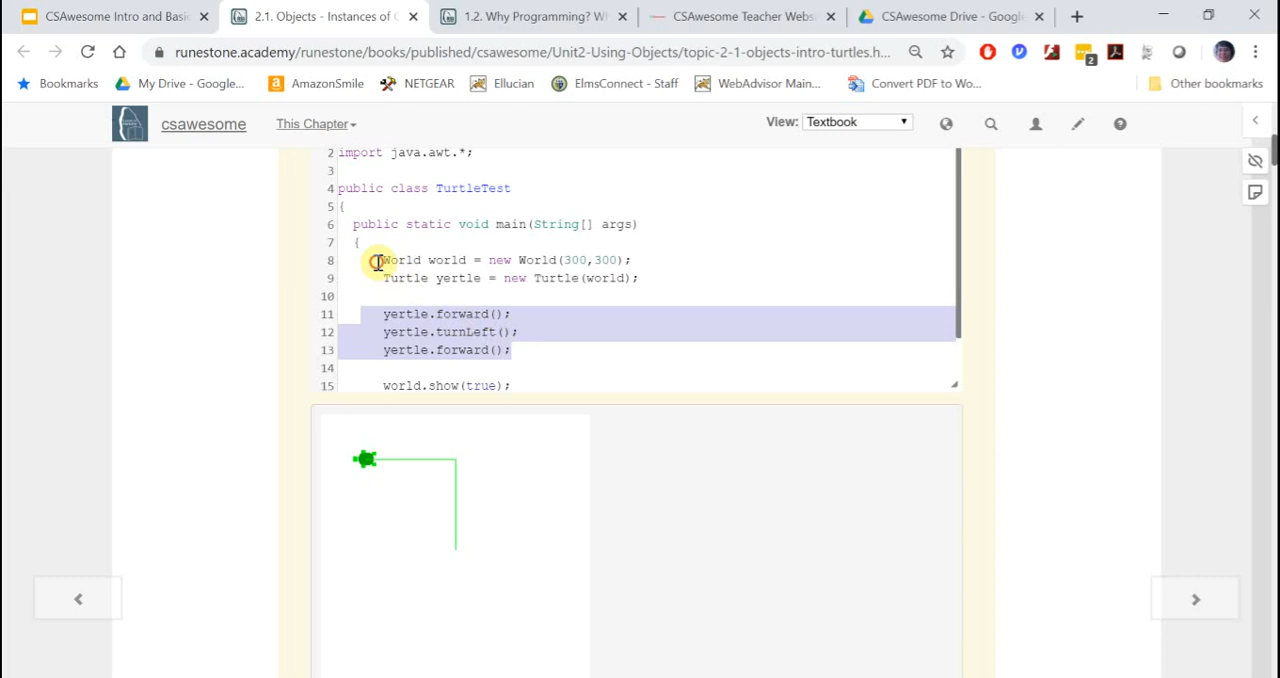 CSAwesome Intro and Basic
2.1. Objects - Instances of C
1.2. Why Programming? W
CSAwesome Teacher Webs
CSAwesome Drive - Googl
runestone.academy/runestone/books/published/csawesome/Unit2-Using-Objects/topic-2-1-objects-intro-turtles.h...
2
Bookmarks
My Drive - Google...
AmazonSmile
NETGEAR
Ellucian
ElmsConnect - Staff
WebAdvisor Main...
Convert PDF to Wo...
Other bookmarks
csawesome
This Chapter
View:
Textbook
2 import java.awt.*;
3
4 public class TurtleTest
5 {
6 public static void main(String[] args)
7 {
8 World world = new World(300,300);
9 Turtle yertle = new Turtle(world);
10
11 yertle.forward();
12 yertle.turnLeft();
13 yertle.forward();
14
15 world.show(true);